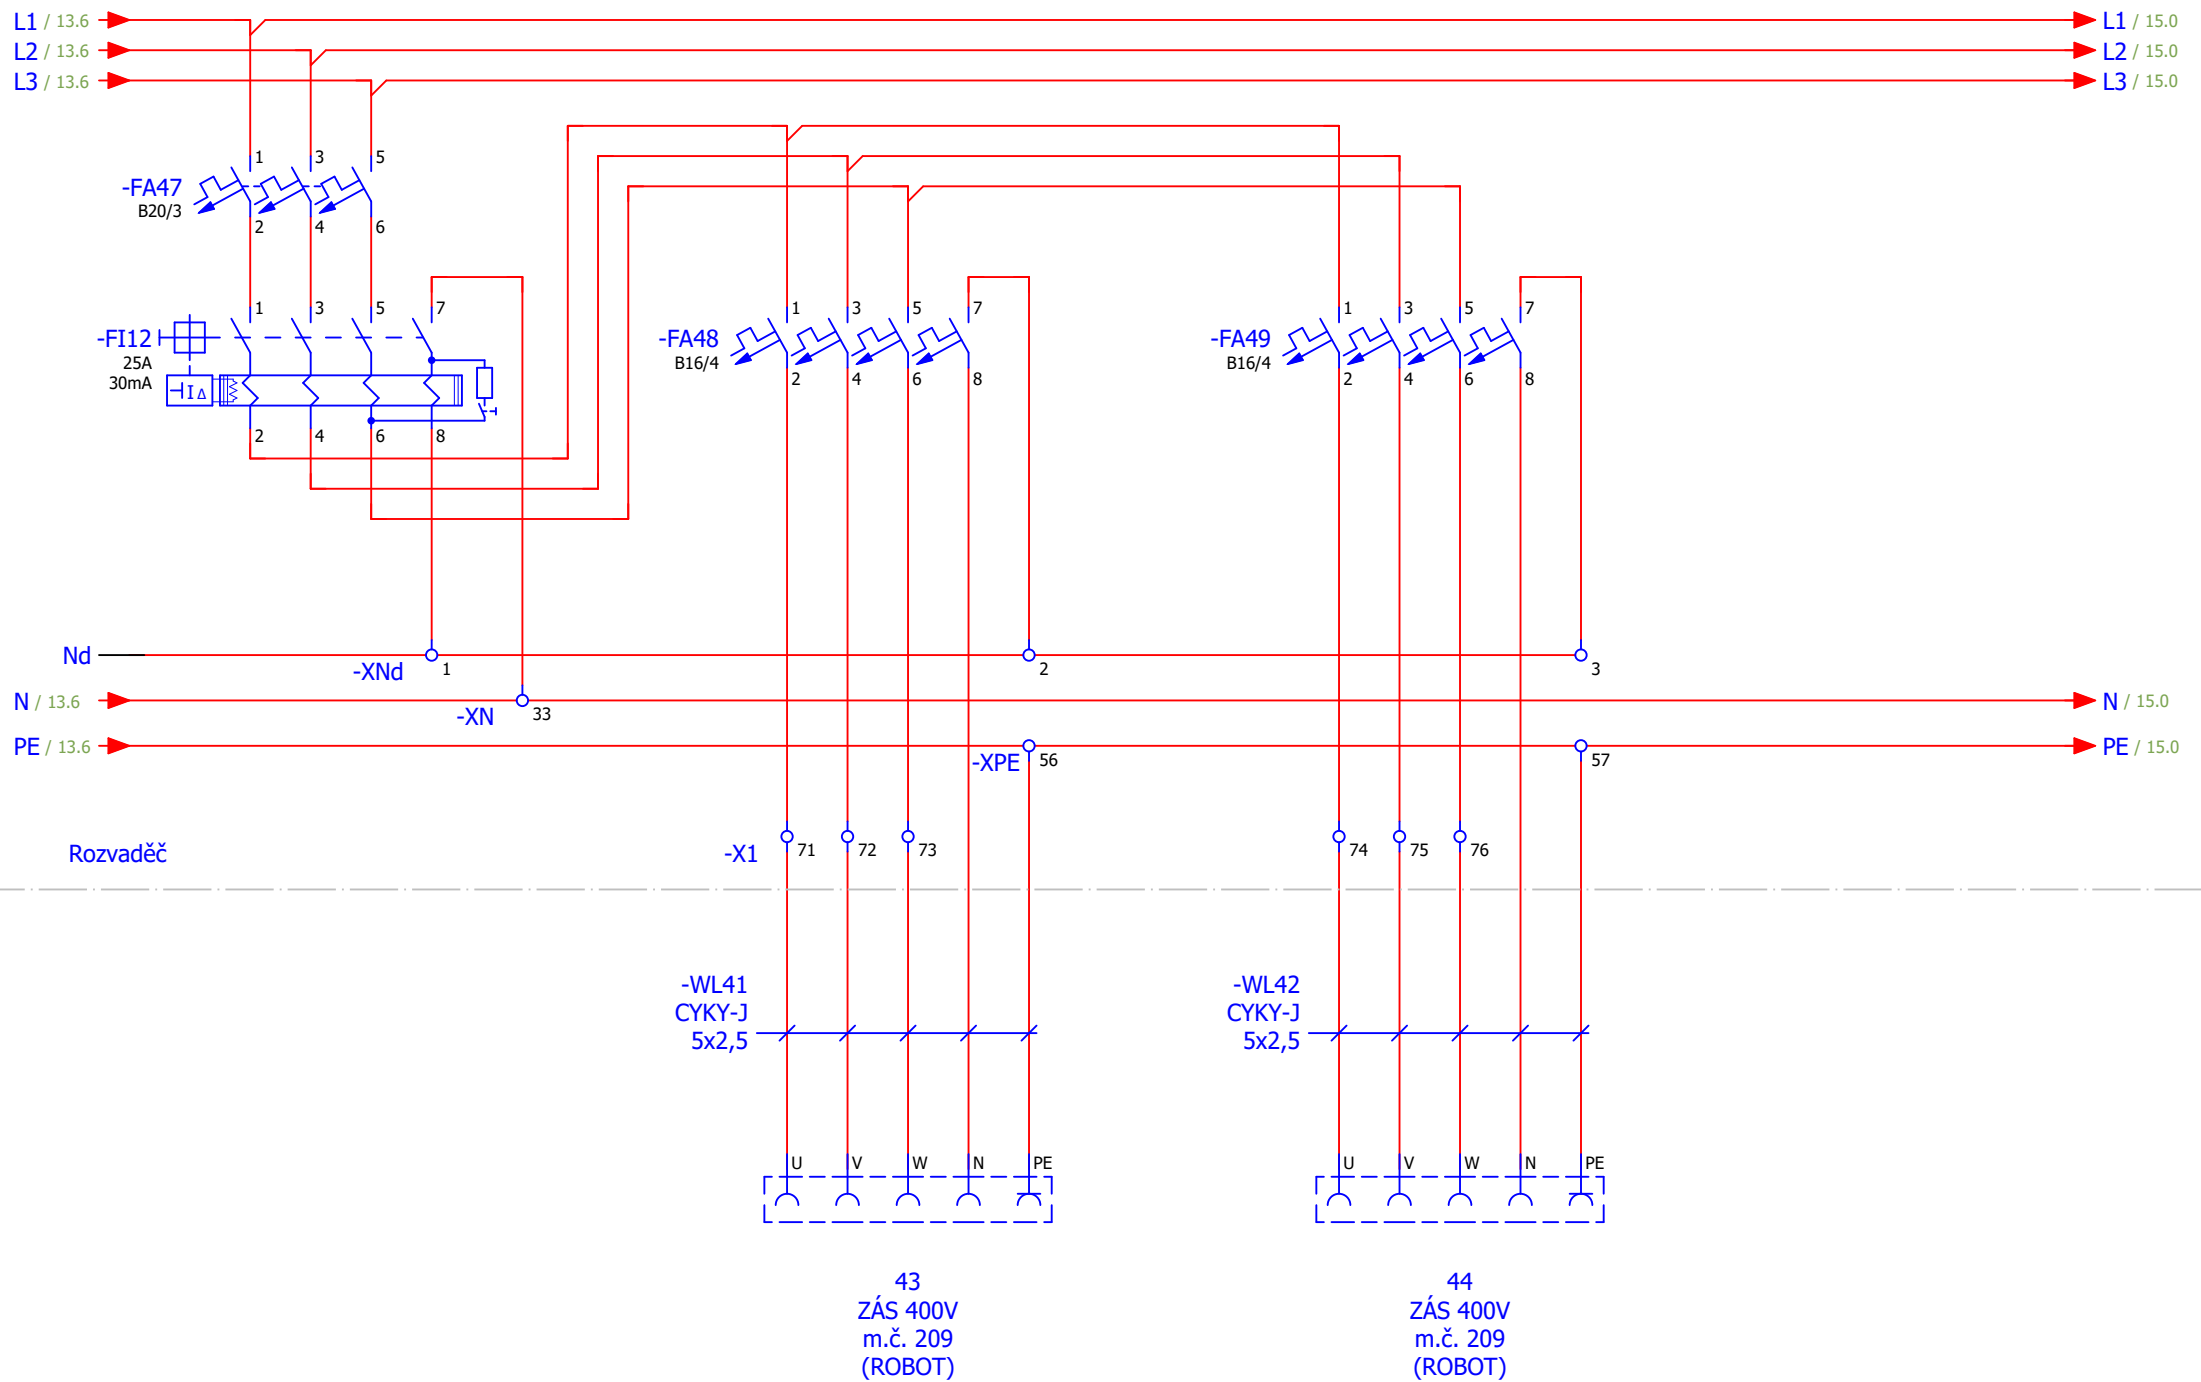 L1 / 13.6
L1 / 15.0
L2 / 13.6
L2 / 15.0
L3 / 13.6
L3 / 15.0
1 3 5
-FA47
B20/3
2 4 6
1 3 5 7
-FI12
25A
30mA
I Δ
2 4 6 8
1 3 5 7
-FA48
B16/4
2 4 6 8
1 3 5 7
-FA49
B16/4
2 4 6 8
Nd
-XNd 1 2 3
N / 13.6
N / 15.0
-XN 33
PE / 13.6
PE / 15.0
-XPE 56 57
Rozvaděč
-X1 71 72 73 74 75 76
-WL41
CYKY-J
5x2,5
-WL42
CYKY-J
5x2,5
U V W N PE
U V W N PE
43
ZÁS 400V
m.č. 209
(ROBOT)
44
ZÁS 400V
m.č. 209
(ROBOT)